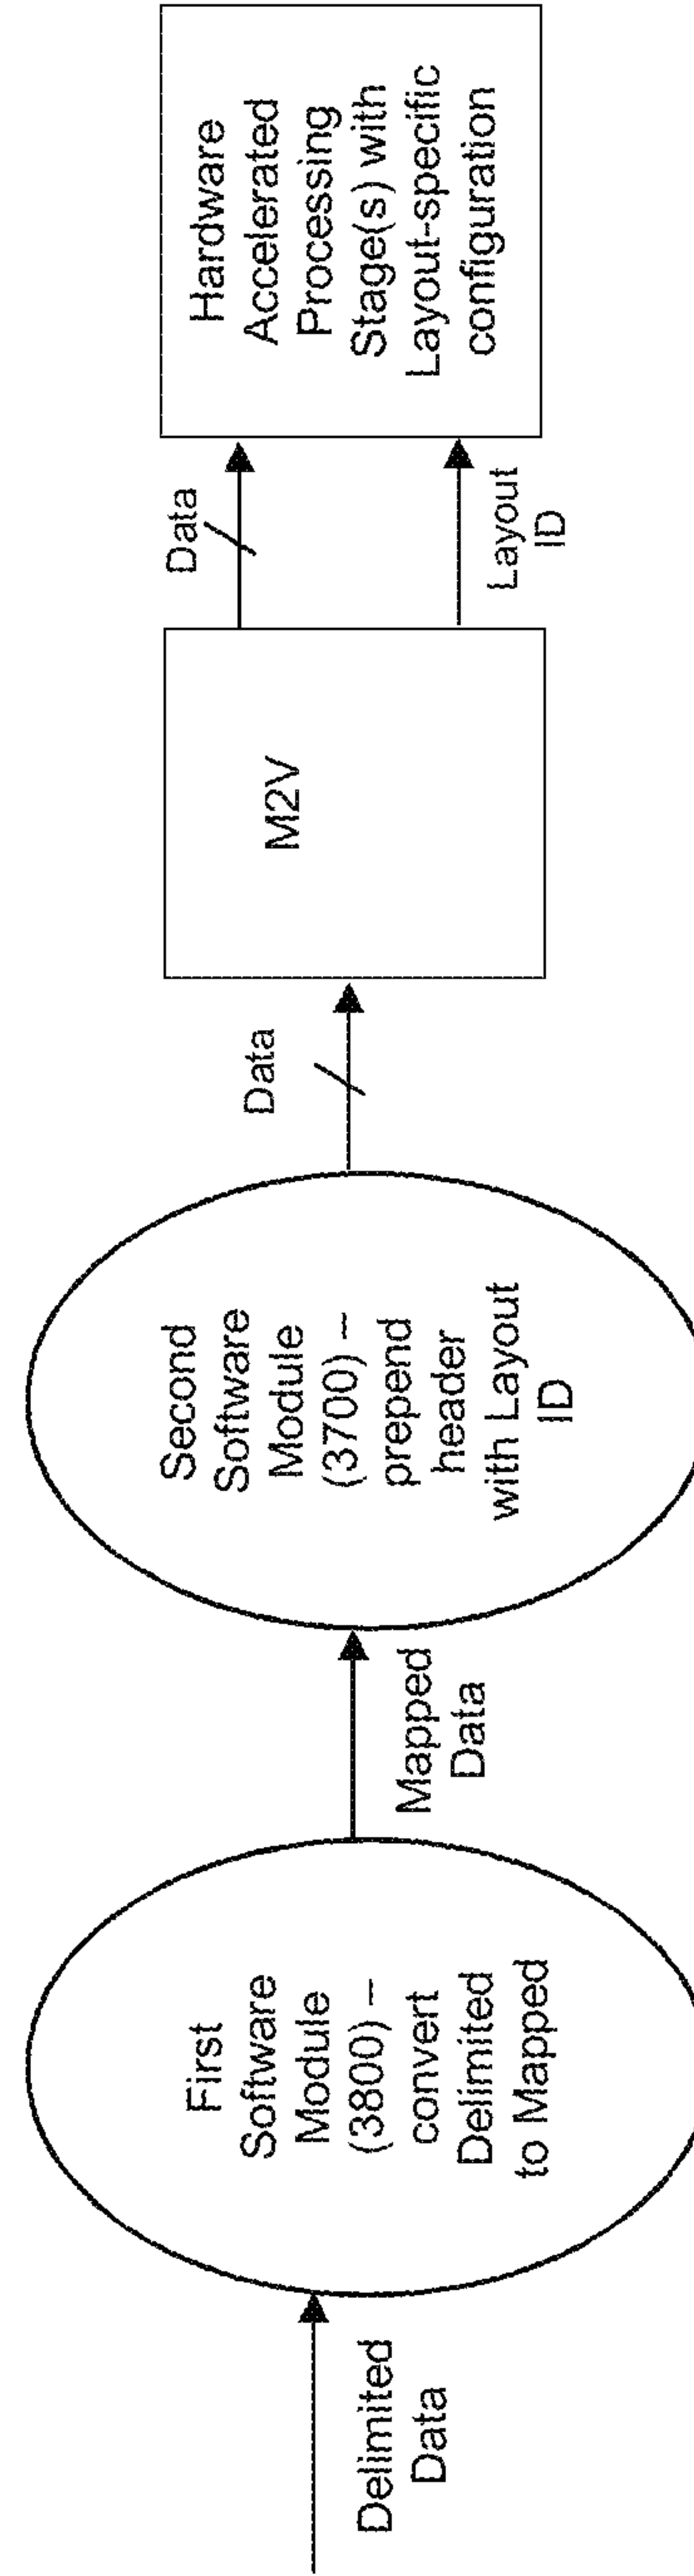 Delimited
Data
First
Software
Module
(3800) –
convert
Delimited
to Mapped
Mapped
Data
Second
Software
Module
(3700) –
prepend
header
with Layout
ID
Data
M2V
Data
Layout
ID
Hardware
Accelerated
Processing
Stage(s) with
Layout-specific
configuration